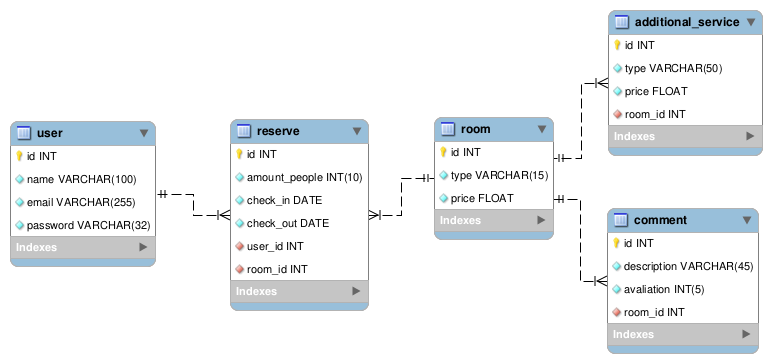 user
id INT
name VARCHAR(100)
email VARCHAR(255)
password VARCHAR(32)
Indexes
reserve
id INT
amount_people INT(10)
check_in DATE
check_out DATE
user_id INT
room_id INT
Indexes
room
id INT
type VARCHAR(15)
price FLOAT
Indexes
additional_service
id INT
type VARCHAR(50)
price FLOAT
room_id INT
Indexes
comment
id INT
description VARCHAR(45)
avaliation INT(5)
room_id INT
Indexes